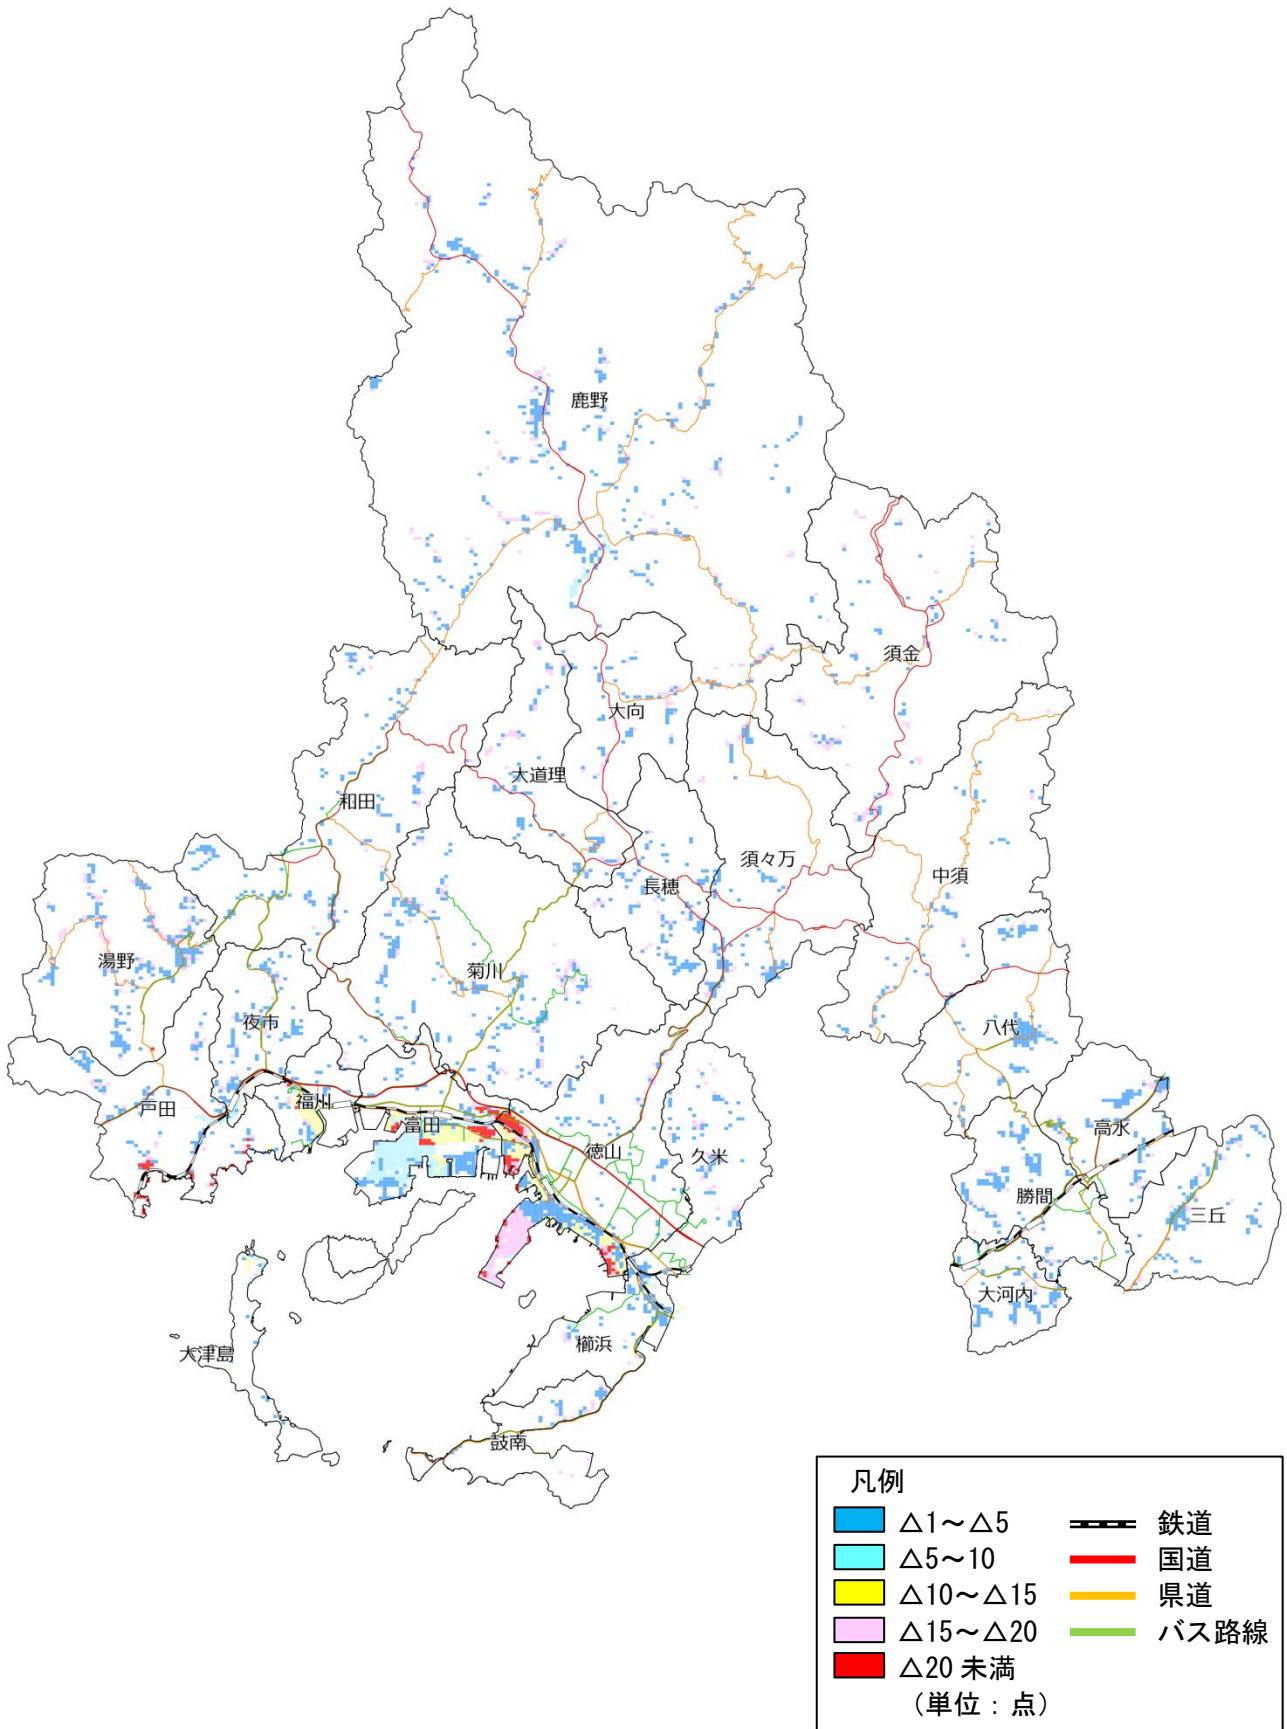 鹿野
須金
大向
大道理
和田
須々万
中須
長穂
湯野
菊川
夜市
八代
戸田
福川
富田
徳山
久米
高水
勝間
三丘
大河内
櫛浜
大津島
鼓南
凡例
△1～△5
鉄道
△5～10
国道
△10～△15
県道
△15～△20
バス路線
△20 未満
（単位：点）